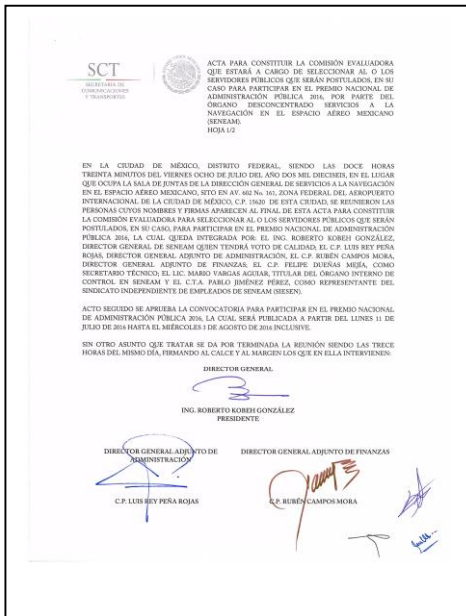 SCT
SECRETARÍA DE
COMUNICACIONES
Y TRANSPORTES
ACTA PARA CONSTITUIR LA COMISIÓN EVALUADORA
QUE ESTARÁ A CARGO DE SELECCIONAR AL O LOS
SERVIDORES PÚBLICOS QUE SERÁN POSTULADOS, EN SU
CASO PARA PARTICIPAR EN EL PREMIO NACIONAL DE
ADMINISTRACIÓN PÚBLICA 2016, POR PARTE DEL
ÓRGANO DESCONCENTRADO SERVICIOS A LA
NAVEGACIÓN EN EL ESPACIO AÉREO MEXICANO
(SENEAM).
HOJA 1/2
EN LA CIUDAD DE MÉXICO, DISTRITO FEDERAL, SIENDO LAS DOCE HORAS
TREINTA MINUTOS DEL VIERNES OCHO DE JULIO DEL AÑO DOS MIL DIECISEIS, EN EL LUGAR
QUE OCUPA LA SALA DE JUNTAS DE LA DIRECCIÓN GENERAL DE SERVICIOS A LA NAVEGACIÓN
EN EL ESPACIO AÉREO MEXICANO, SITO EN AV. 602 No. 161, ZONA FEDERAL DEL AEROPUERTO
INTERNACIONAL DE LA CIUDAD DE MÉXICO, C.P. 15620 DE ESTA CIUDAD, SE REUNIERON LAS
PERSONAS CUYOS NOMBRES Y FIRMAS APARECEN AL FINAL DE ESTA ACTA PARA CONSTITUIR
LA COMISIÓN EVALUADORA PARA SELECCIONAR AL O LOS SERVIDORES PÚBLICOS QUE SERÁN
POSTULADOS, EN SU CASO, PARA PARTICIPAR EN EL PREMIO NACIONAL DE ADMINISTRACIÓN
PÚBLICA 2016, LA CUAL QUEDA INTEGRADA POR: EL ING. ROBERTO KOBEH GONZÁLEZ,
DIRECTOR GENERAL DE SENEAM QUIEN TENDRÁ VOTO DE CALIDAD; EL C.P. LUIS REY PEÑA
ROJAS, DIRECTOR GENERAL ADJUNTO DE ADMINISTRACIÓN, EL C.P. RUBÉN CAMPOS MORA,
DIRECTOR GENERAL ADJUNTO DE FINANZAS; EL C.P. FELIPE DUEÑAS MEJÍA, COMO
SECRETARIO TÉCNICO; EL LIC. MARIO VARGAS AGUIAR, TITULAR DEL ÓRGANO INTERNO DE
CONTROL EN SENEAM Y EL C.T.A. PABLO JIMÉNEZ PÉREZ, COMO REPRESENTANTE DEL
SINDICATO INDEPENDIENTE DE EMPLEADOS DE SENEAM (SIESEN).
ACTO SEGUIDO SE APRUEBA LA CONVOCATORIA PARA PARTICIPAR EN EL PREMIO NACIONAL
DE ADMINISTRACIÓN PÚBLICA 2016, LA CUAL SERÁ PUBLICADA A PARTIR DEL LUNES 11 DE
JULIO DE 2016 HASTA EL MIÉRCOLES 3 DE AGOSTO DE 2016 INCLUSIVE.
SIN OTRO ASUNTO QUE TRATAR SE DA POR TERMINADA LA REUNIÓN SIENDO LAS TRECE
HORAS DEL MISMO DÍA, FIRMANDO AL CALCE Y AL MARGEN LOS QUE EN ELLA INTERVIENEN:
DIRECTOR GENERAL
ING. ROBERTO KOBEH GONZÁLEZ
PRESIDENTE
DIRECTOR GENERAL ADJUNTO DE
ADMINISTRACIÓN
DIRECTOR GENERAL ADJUNTO DE FINANZAS
C.P. LUIS REY PEÑA ROJAS
C.P. RUBÉN CAMPOS MORA